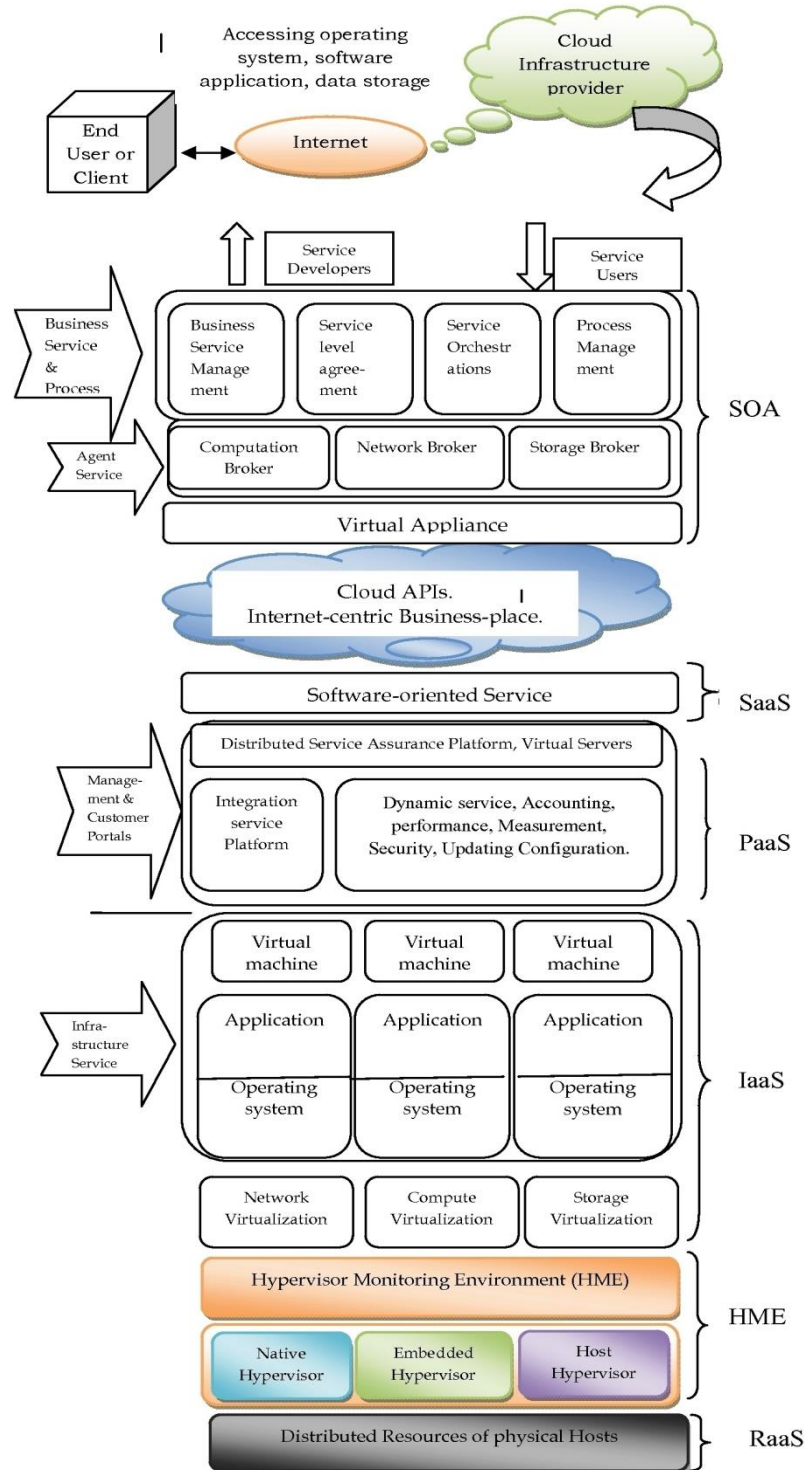 Accessing operating
system, software
application, data storage
Cloud
Infrastructure
provider
End
User or
Client
Internet
Service
Developers
Service
Users
Business
Service
&
Process
Business
Service
Manage
ment
Service
level
agree-
ment
Service
Orchestr
ations
Process
Manage
ment
SOA
Agent
Service
Computation
Broker
Network Broker
Storage Broker
Virtual Appliance
Cloud APIs.
Internet-centric Business-place.
Software-oriented Service
SaaS
Distributed Service Assurance Platform, Virtual Servers
Manage-
ment &
Customer
Portals
Integration
service
Platform
Dynamic service, Accounting,
performance, Measurement,
Security, Updating Configuration.
PaaS
Virtual
machine
Virtual
machine
Virtual
machine
Infra-
structure
Service
Application
Application
Application
Operating
system
Operating
system
Operating
system
IaaS
Network
Virtualization
Compute
Virtualization
Storage
Virtualization
Hypervisor Monitoring Environment (HME)
HME
Native
Hypervisor
Embedded
Hypervisor
Host
Hypervisor
Distributed Resources of physical Hosts
RaaS